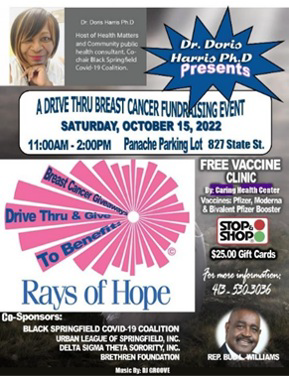 Dr. Doris Harris Ph.D
Host of Health Matters
and Community public
health consultant. Co-
chair Black Springfield
Covid-19 Coalition.
Dr. Doris
Harris Ph.D
Presents
A DRIVE THRU BREAST CANCER FUNDRAISING EVENT
SATURDAY, OCTOBER 15, 2022
11:00AM - 2:00PM Panache Parking Lot 827 State St.
Breast Cancer Giveaways
Drive Thru & Give
To Benefit:
©
Rays of Hope
FREE VACCINE
CLINIC
By: Caring Health Center
Vaccines: Pfizer, Moderna
& Bivalent Pfizer Booster
STOP &
SHOP
$25.00 Gift Cards
For more information:
413-530-3036
Co-Sponsors:
BLACK SPRINGFIELD COVID-19 COALITION
URBAN LEAGUE OF SPRINGFIELD, INC.
DELTA SIGMA THETA SORORITY, INC.
BRETHREN FOUNDATION
REP. BUD L. WILLIAMS
Music By: RJ GROOVE